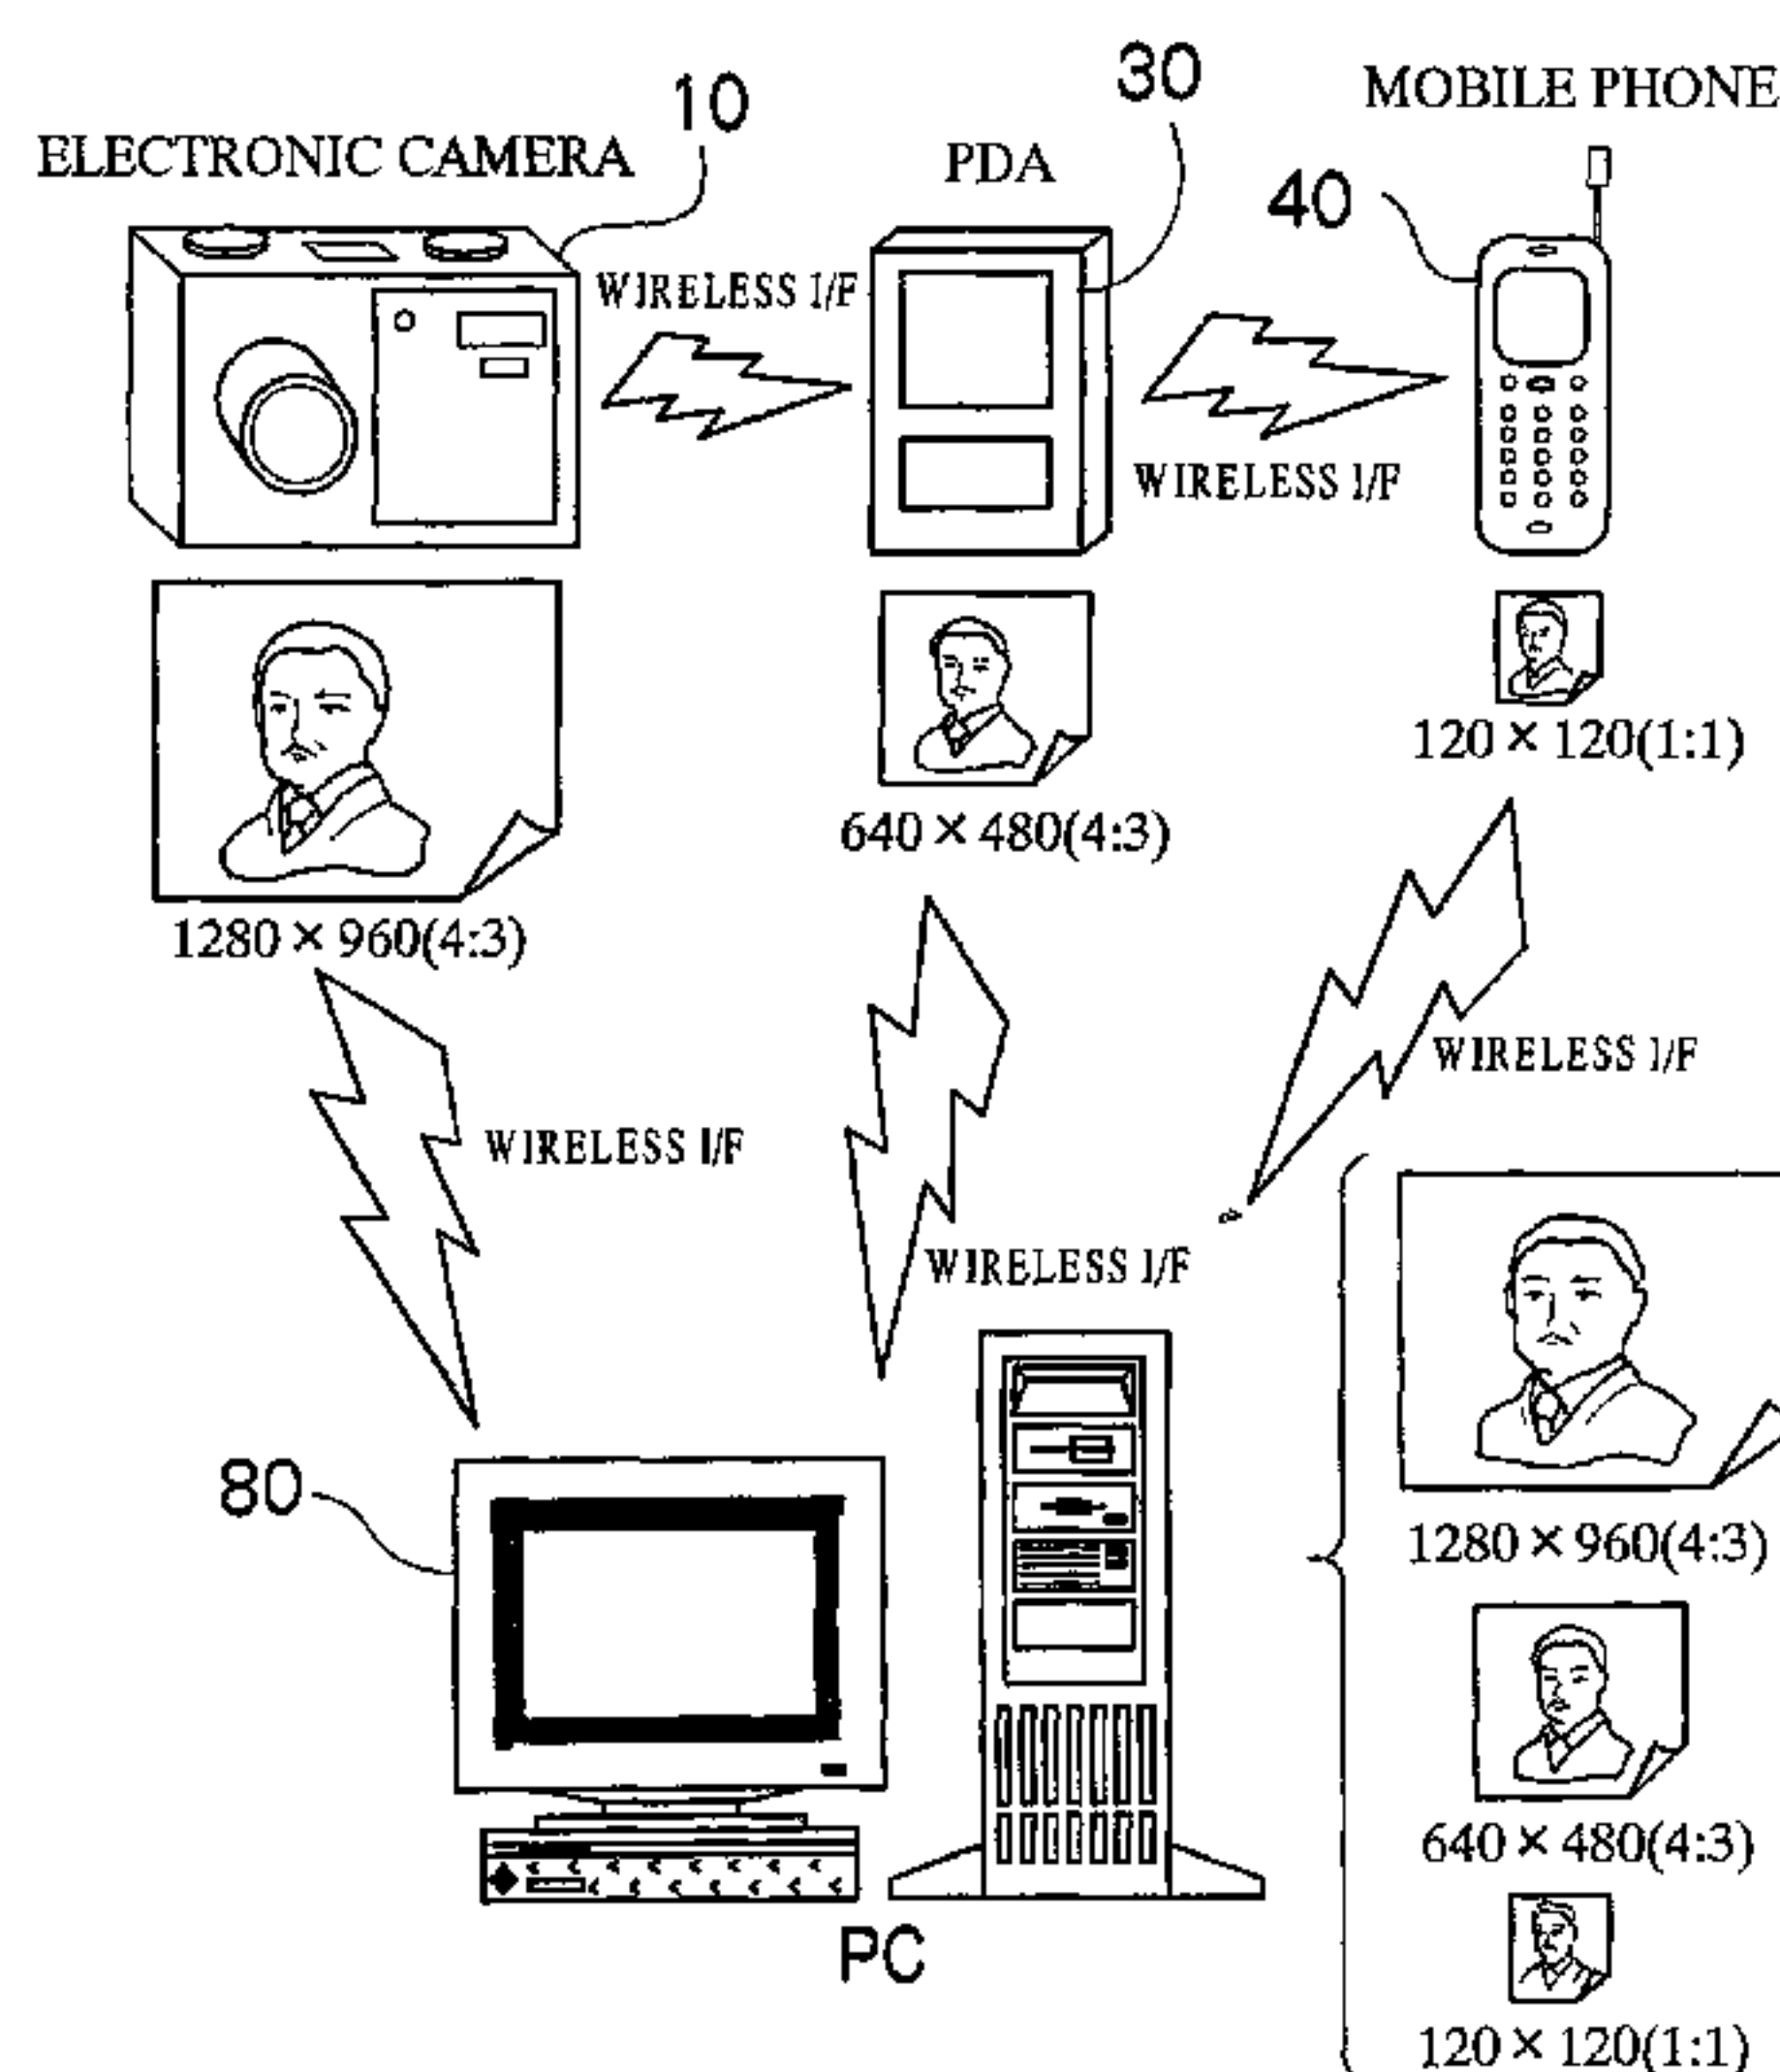 10
30
MOBILE PHONE
ELECTRONIC CAMERA
PDA
40
WIRELESS I/F
WIRELESS I/F
120 × 120(1:1)
640 × 480(4:3)
1280 × 960(4:3)
WIRELESS I/F
WIRELESS I/F
WIRELESS I/F
80
1280 × 960(4:3)
640 × 480(4:3)
PC
120 × 120(1:1)